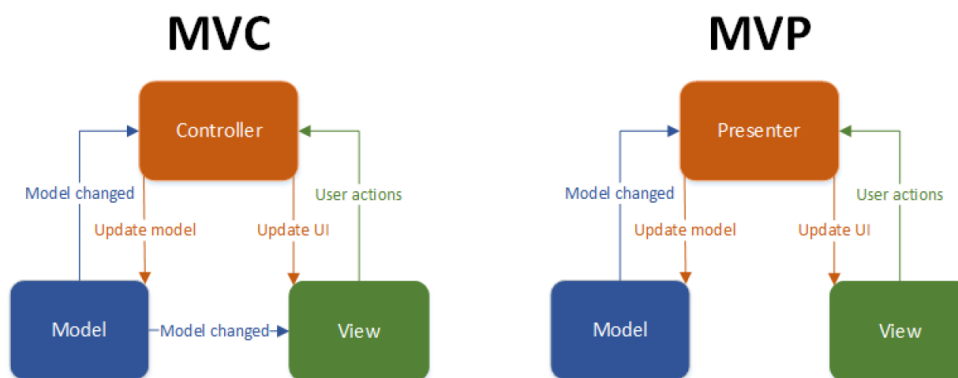 MVC
Controller
Model changed
User actions
Update model
Update UI
Model
Model changed
View
MVP
Presenter
Model changed
User actions
Update model
Update UI
Model
View